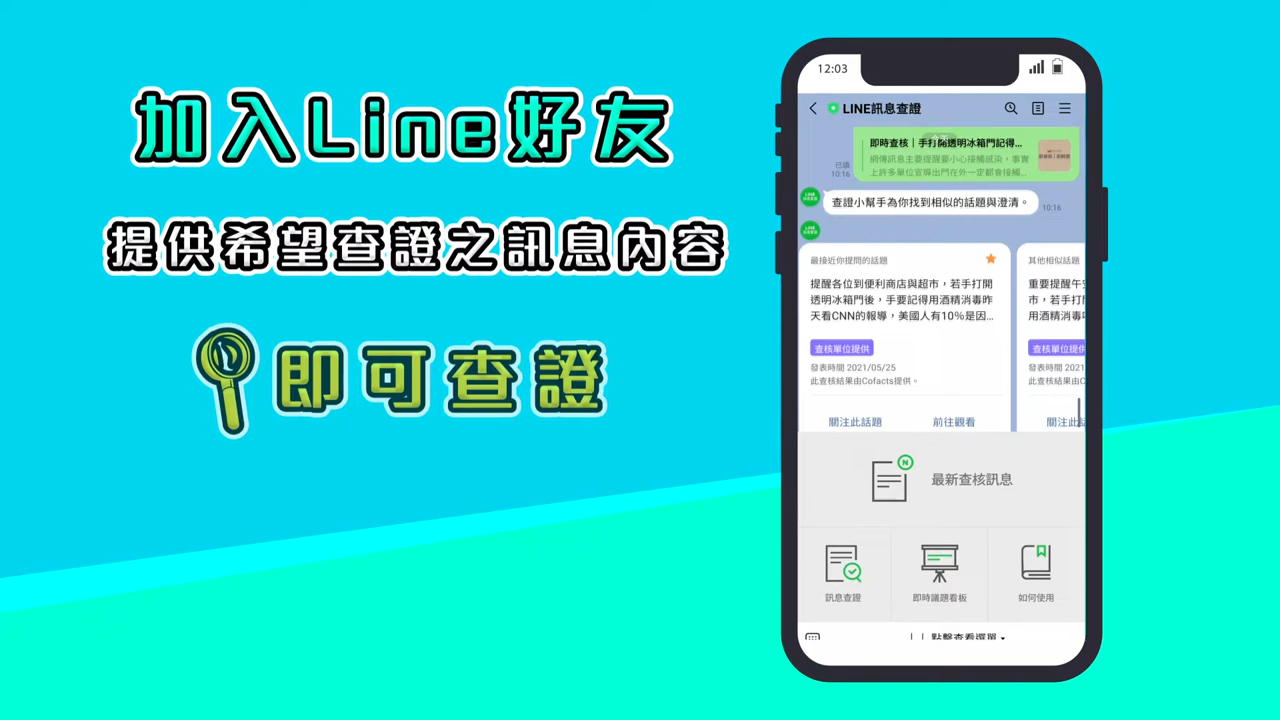 加入Line好友
提供希望查證之訊息內容
即可查證
12:03
LINE訊息查證
即時查核｜手打開透明冰箱門記得...
網傳訊息主要提醒要小心接觸感染，事實
上許多單位宣導出門在外一定都會接觸...
已讀
10:16
查證小幫手為你找到相似的話題與澄清。
10:16
最接近你提問的話題
提醒各位到便利商店與超市，若手打開
透明冰箱門後，手要記得用酒精消毒昨
天看CNN的報導，美國人有10%是因...
查核單位提供
發表時間 2021/05/25
此查核結果由Cofacts提供。
關注此話題
前往觀看
其他相似話題
重要提醒午
市，若手打
用酒精消毒
查核單位提供
發表時間 2021
此查核結果由C
關注此話
最新查核訊息
訊息查證
即時議題看板
如何使用
點擊查看選單